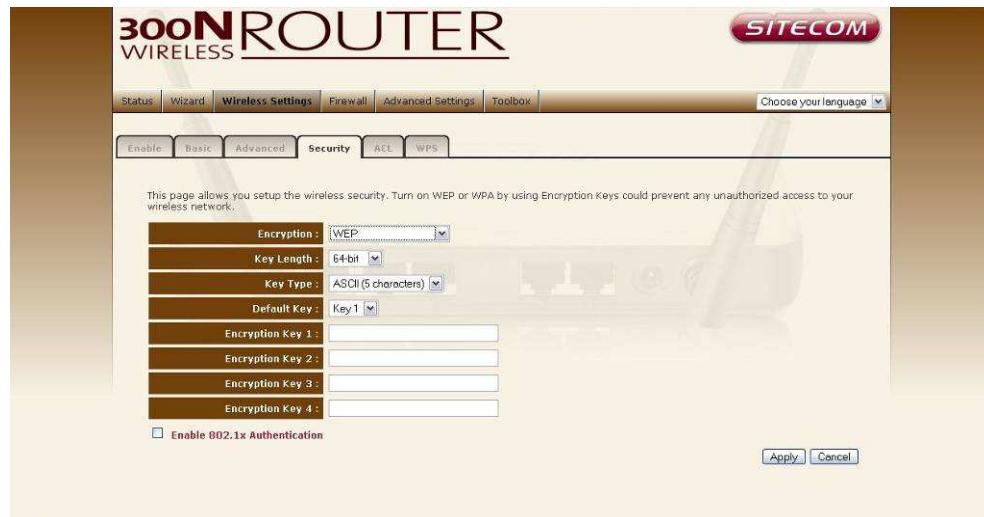 300N WIRELESS ROUTER
SITECOM
Status Wizard Wireless Settings Firewall Advanced Settings Toolbox Choose your language
Enable Basic Advanced Security ACL WPS
This page allows you setup the wireless security. Turn on WEP or WPA by using Encryption Keys could prevent any unauthorized access to your
wireless network.
Encryption : WEP
Key Length : 64-bit
Key Type : ASCII (5 characters)
Default Key : Key 1
Encryption Key 1 :
Encryption Key 2 :
Encryption Key 3 :
Encryption Key 4 :
Enable 802.1x Authentication
Apply Cancel